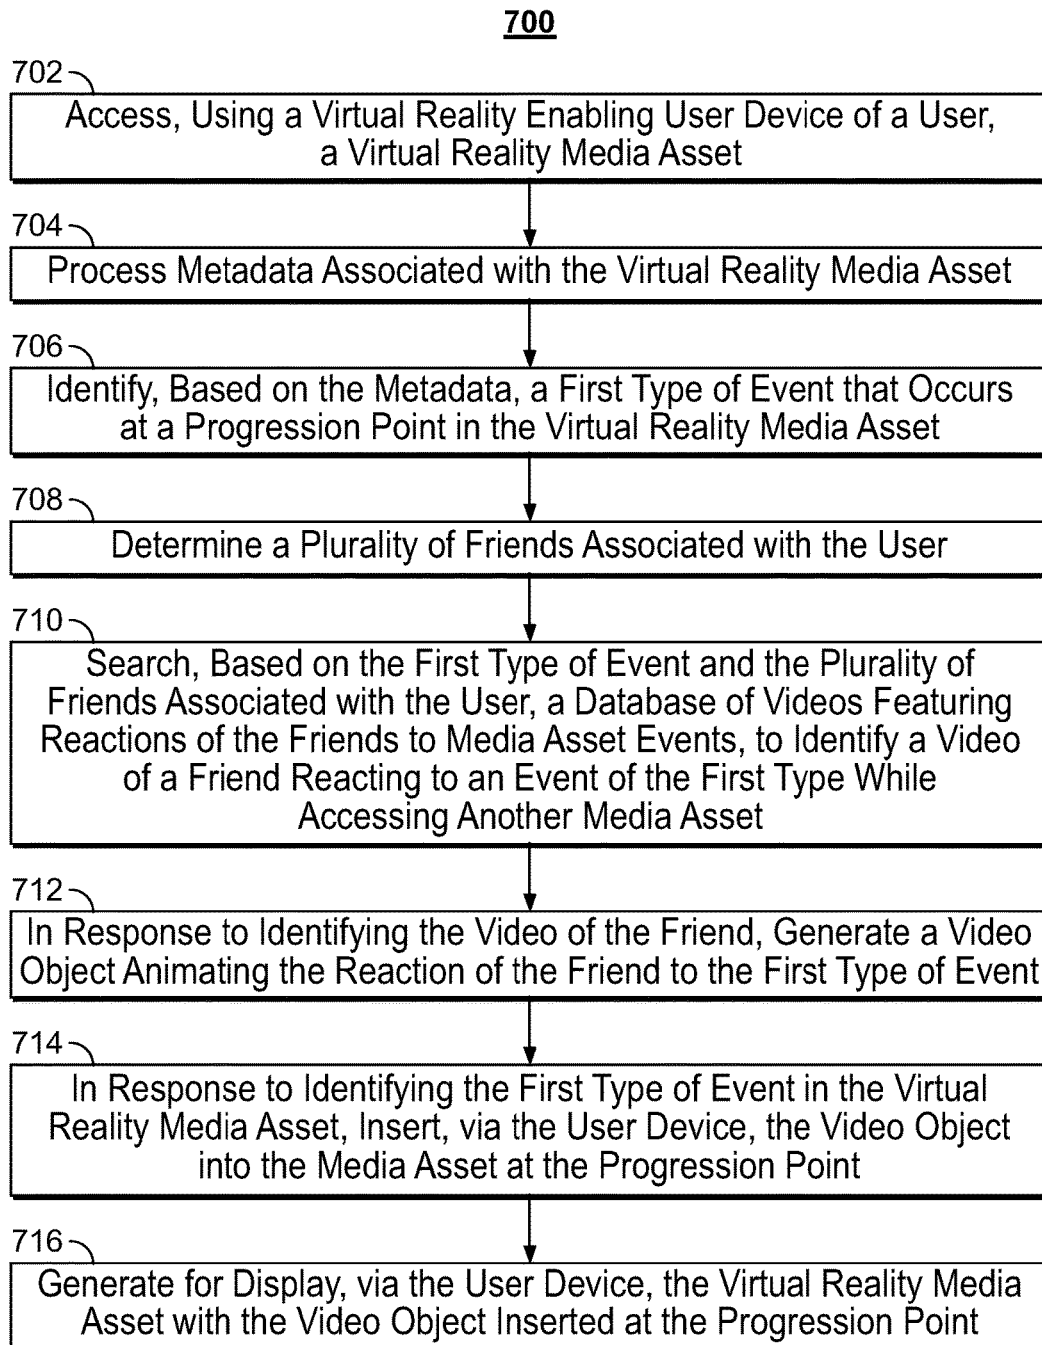 700
702
Access, Using a Virtual Reality Enabling User Device of a User,
a Virtual Reality Media Asset
704
Process Metadata Associated with the Virtual Reality Media Asset
706
Identify, Based on the Metadata, a First Type of Event that Occurs
at a Progression Point in the Virtual Reality Media Asset
708
Determine a Plurality of Friends Associated with the User
710
Search, Based on the First Type of Event and the Plurality of
Friends Associated with the User, a Database of Videos Featuring
Reactions of the Friends to Media Asset Events, to Identify a Video
of a Friend Reacting to an Event of the First Type While
Accessing Another Media Asset
712
In Response to Identifying the Video of the Friend, Generate a Video
Object Animating the Reaction of the Friend to the First Type of Event
714
In Response to Identifying the First Type of Event in the Virtual
Reality Media Asset, Insert, via the User Device, the Video Object
into the Media Asset at the Progression Point
716
Generate for Display, via the User Device, the Virtual Reality Media
Asset with the Video Object Inserted at the Progression Point